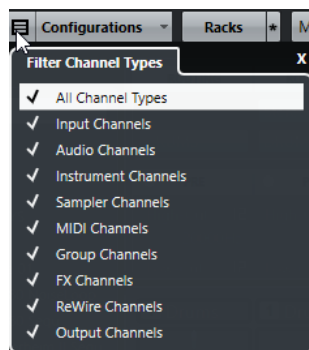 Configurations Racks * M
Filter Channel Types X
All Channel Types
Input Channels
Audio Channels
Instrument Channels
Sampler Channels
MIDI Channels
Group Channels
FX Channels
ReWire Channels
Output Channels